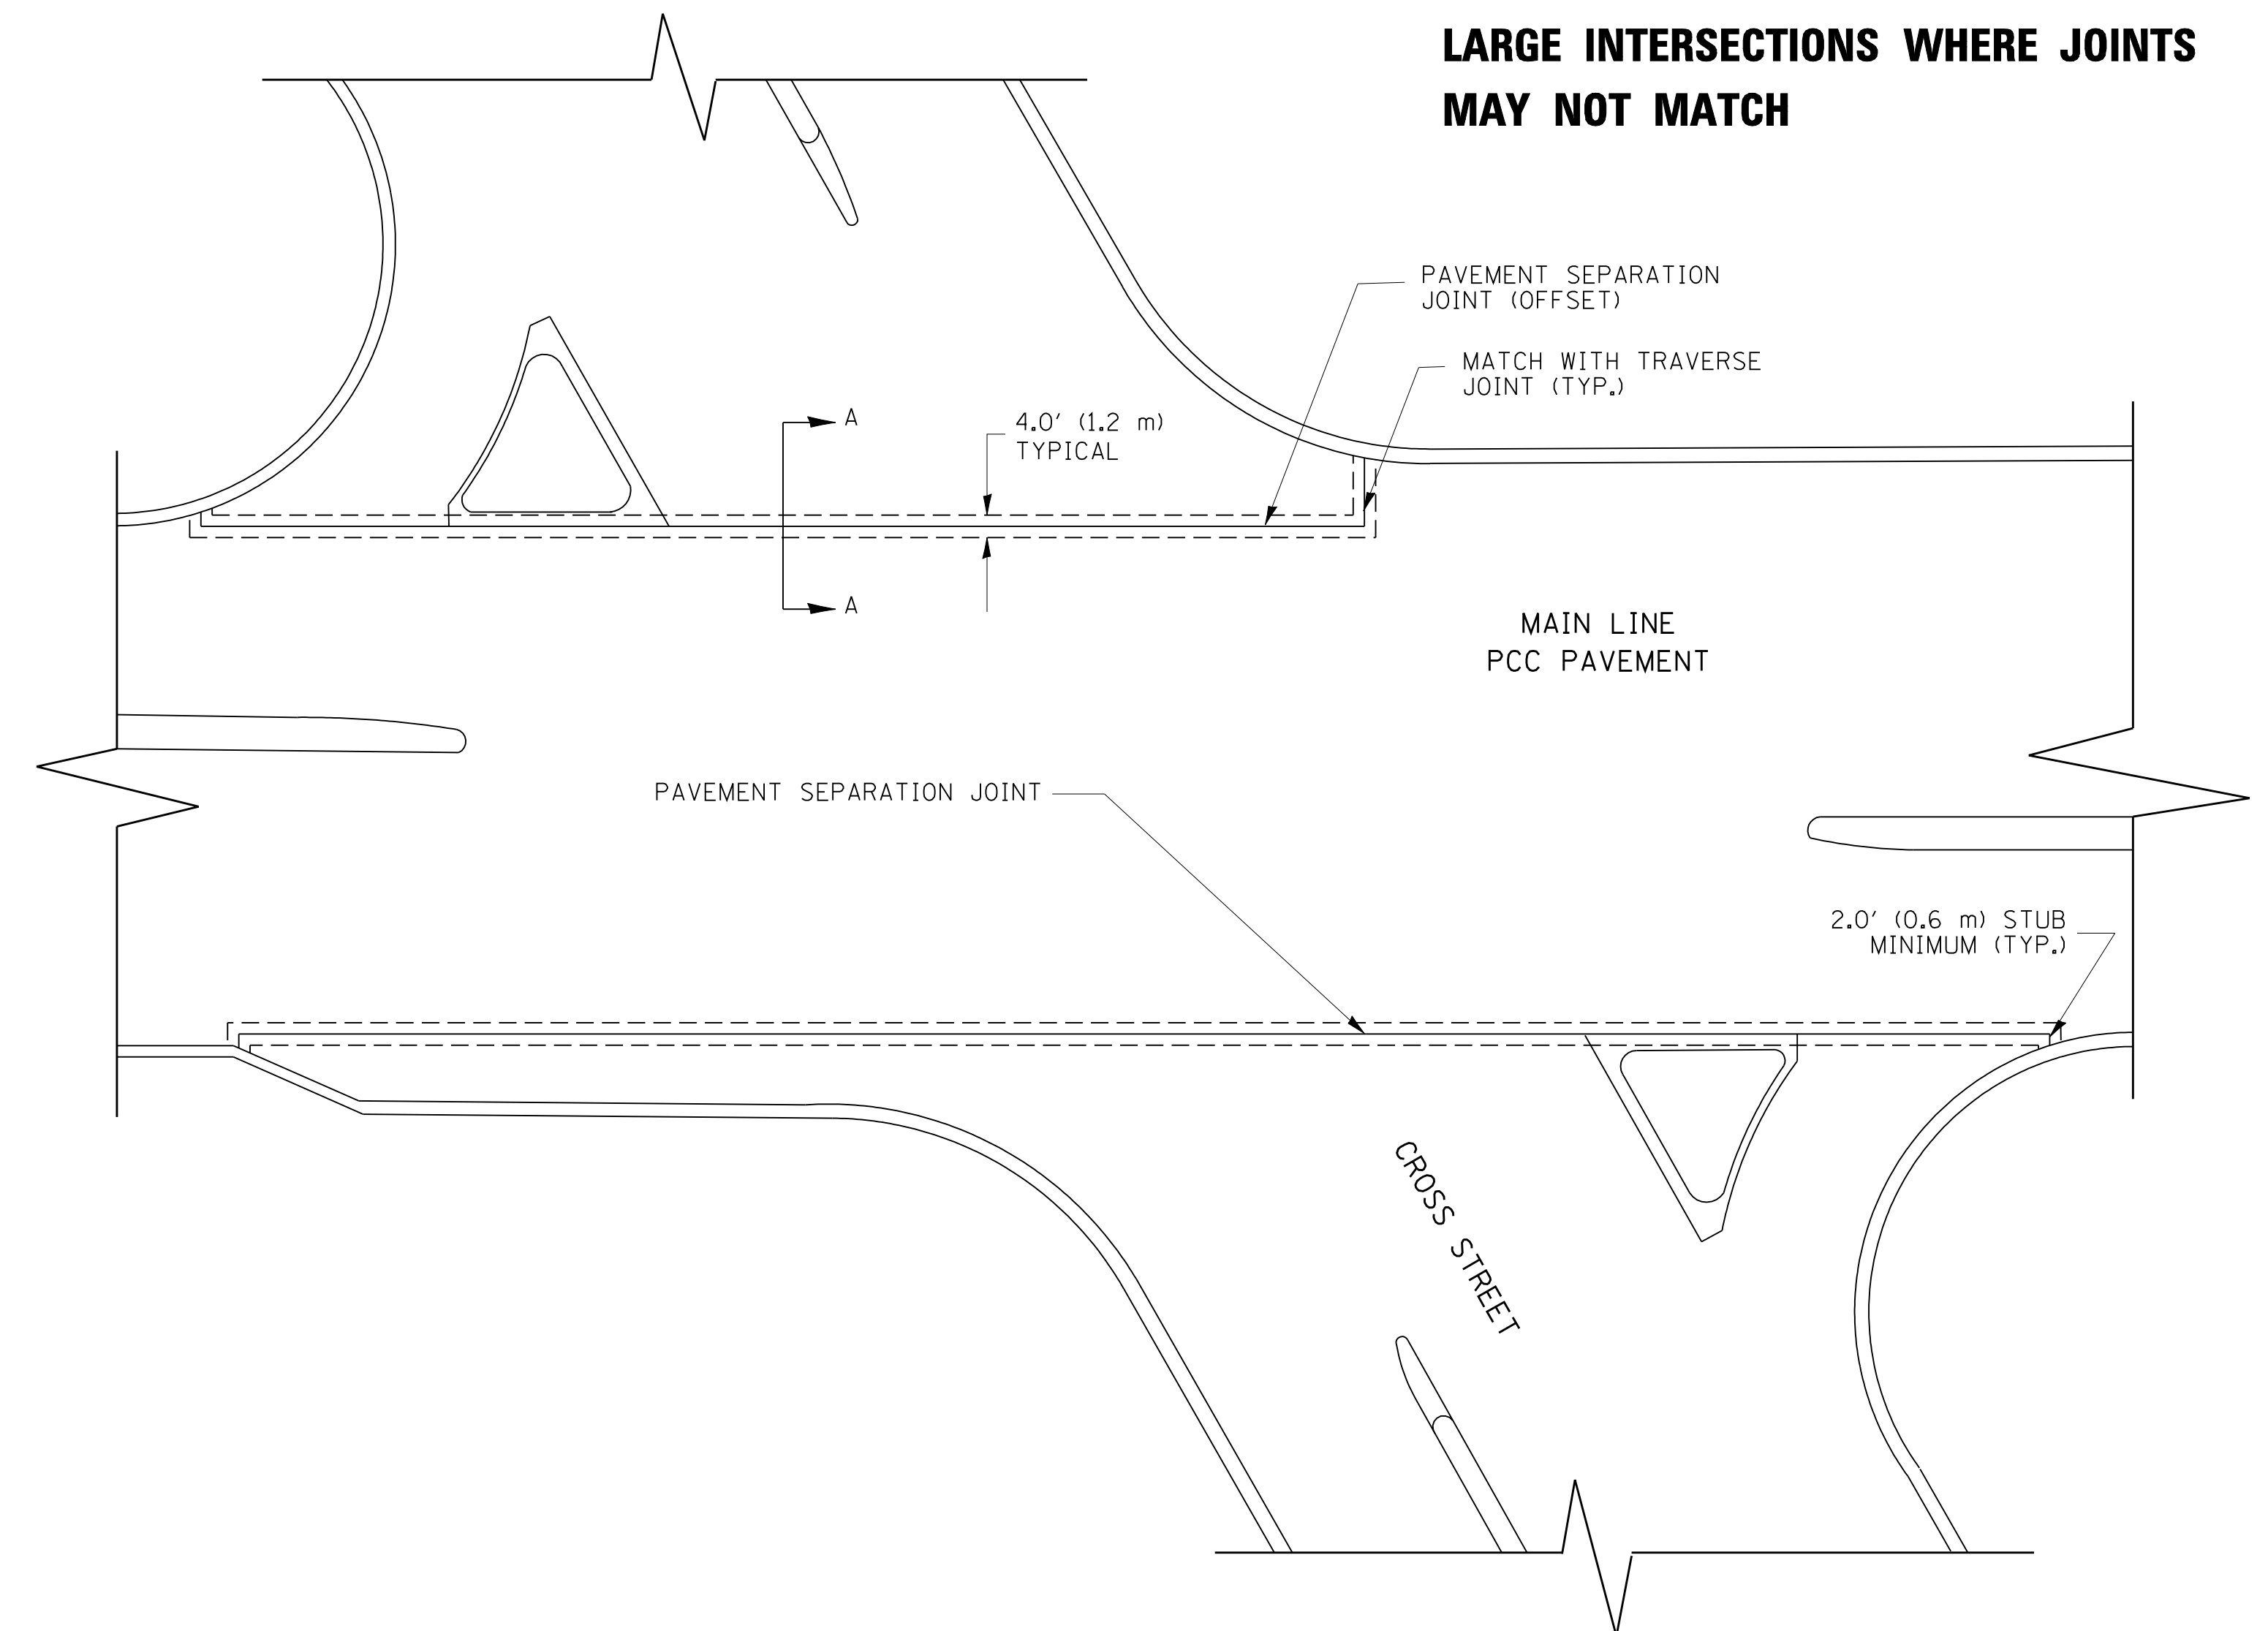 LARGE INTERSECTIONS WHERE JOINTS
MAY NOT MATCH
PAVEMENT SEPARATION
JOINT (OFFSET)
MATCH WITH TRAVERSE
JOINT (TYP.)
A
4.0' (1.2 m)
TYPICAL
A
MAIN LINE
PCC PAVEMENT
PAVEMENT SEPARATION JOINT
2.0' (0.6 m) STUB
MINIMUM (TYP.)
CROSS STREET